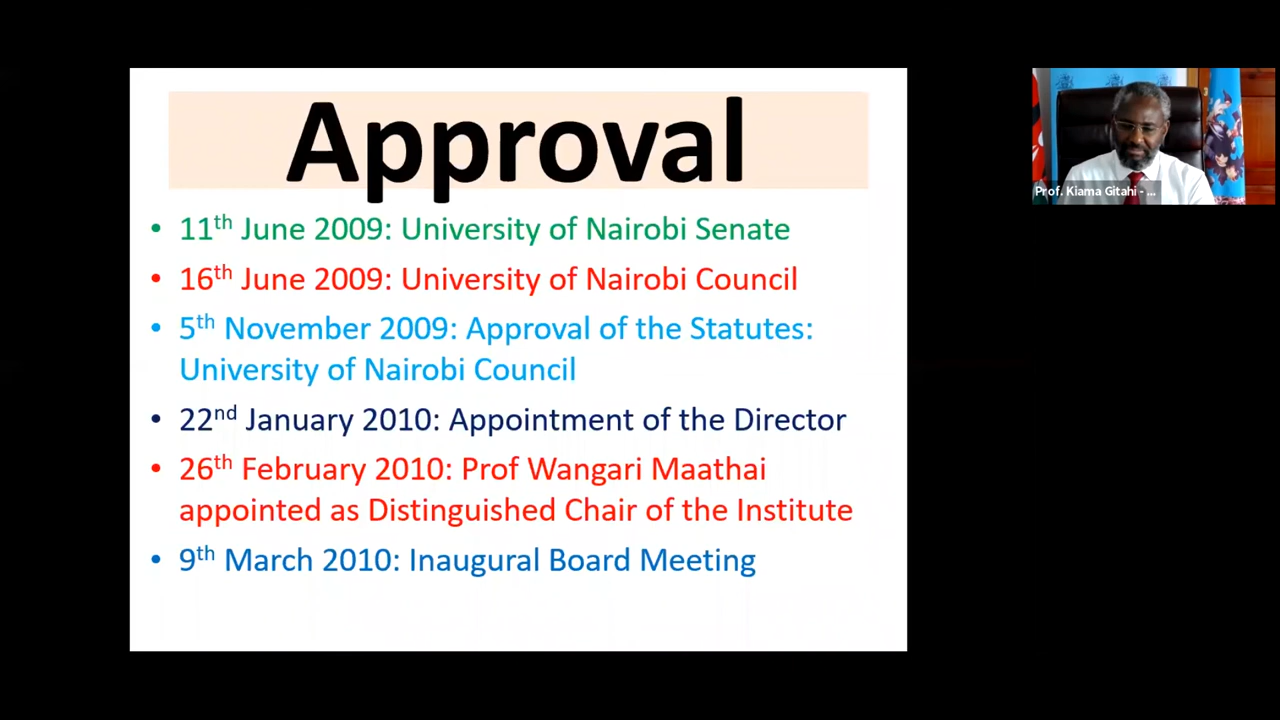 Approval
• 11th June 2009: University of Nairobi Senate
• 16th June 2009: University of Nairobi Council
• 5th November 2009: Approval of the Statutes:
University of Nairobi Council
• 22nd January 2010: Appointment of the Director
• 26th February 2010: Prof Wangari Maathai
appointed as Distinguished Chair of the Institute
• 9th March 2010: Inaugural Board Meeting
Prof. Kiama Gitahi - ...